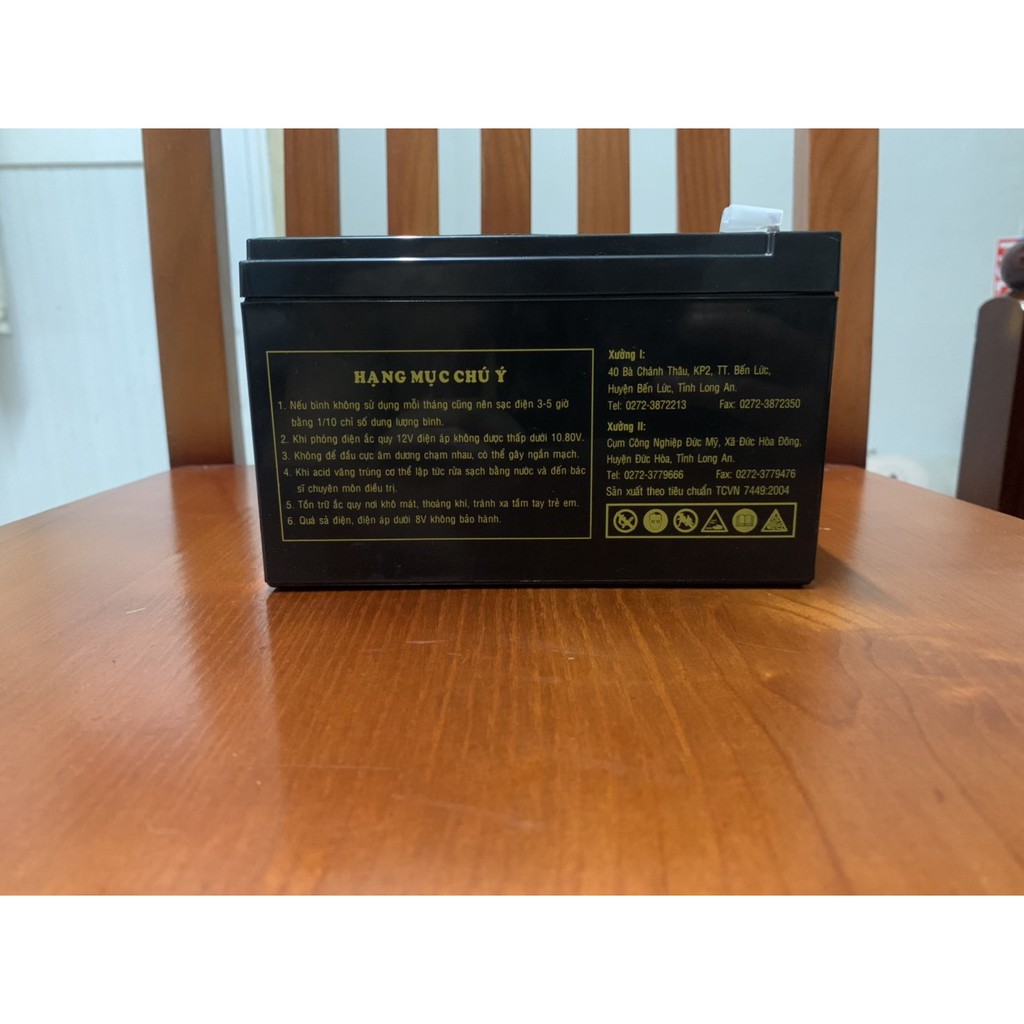 HẠNG MỤC CHÚ Ý
1. Nếu bình không sử dụng mỗi tháng cũng nên sạc điện 3-5 giờ
bằng 1/10 chỉ số dung lượng bình.
2. Khi phóng điện ắc quy 12V điện áp không được thấp dưới 10.80V.
3. Không để đầu cực âm dương chạm nhau, có thể gây ngắn mạch.
4. Khi acid văng trúng cơ thể lập tức rửa sạch bằng nước và đến bác
sĩ chuyên môn điều trị.
5. Tồn trữ ắc quy nơi khô mát, thoáng khí, tránh xa tầm tay trẻ em.
6. Quá sả điện, điện áp dưới 8V không bảo hành.
Xưởng I:
40 Bà Chánh Thâu, KP2, TT. Bến Lức,
Huyện Bến Lức, Tỉnh Long An.
Tel: 0272-3872213 Fax: 0272-3872350
Xưởng II:
Cụm Công Nghiệp Đức Mỹ, Xã Đức Hòa Đông,
Huyện Đức Hòa, Tỉnh Long An.
Tel: 0272-3779666 Fax: 0272-3779476
Sản xuất theo tiêu chuẩn TCVN 7449:2004